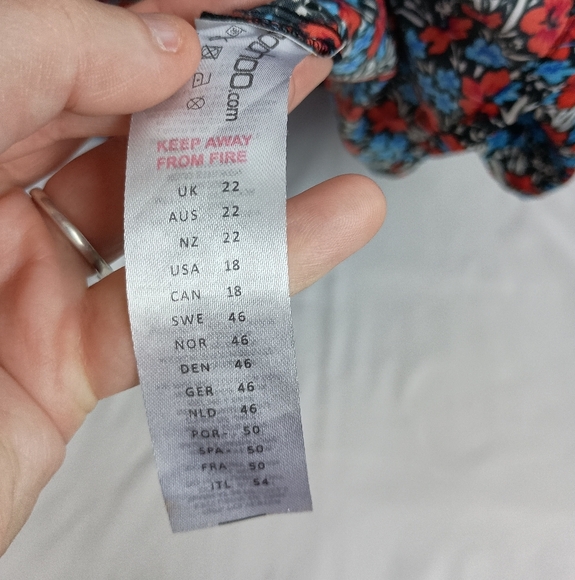 boohoo.com
KEEP AWAY
FROM FIRE
UK 22
AUS 22
NZ 22
USA 18
CAN 18
SWE 46
NOR 46
DEN 46
GER 46
NLD 46
POR- 50
SPA- 50
FRA 50
ITL 54